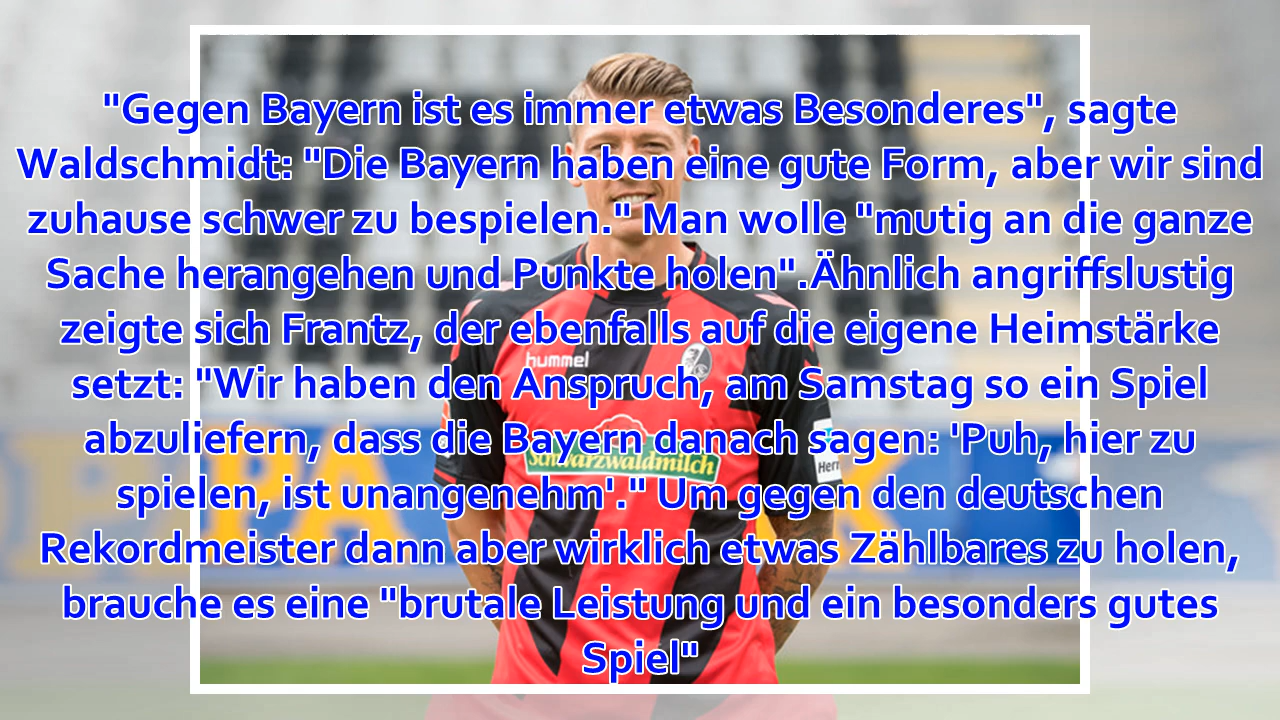 "Gegen Bayern ist es immer etwas Besonderes", sagte
Waldschmidt: "Die Bayern haben eine gute Form, aber wir sind
zuhause schwer zu bespielen." Man wolle "mutig an die ganze
Sache herangehen und Punkte holen" .Ähnlich angriffslustig
zeigte sich Frantz, der ebenfalls auf die eigene Heimstärke
setzt: "Wir haben den Anspruch, am Samstag so ein Spiel
abzuliefern, dass die Bayern danach sagen: 'Puh, hier zu
spielen, ist unangenehm'." Um gegen den deutschen
Rekordmeister dann aber wirklich etwas Zählbares zu holen,
brauche es eine "brutale Leistung und ein besonders gutes
Spiel"
hummel
Schwarzwaldmilch